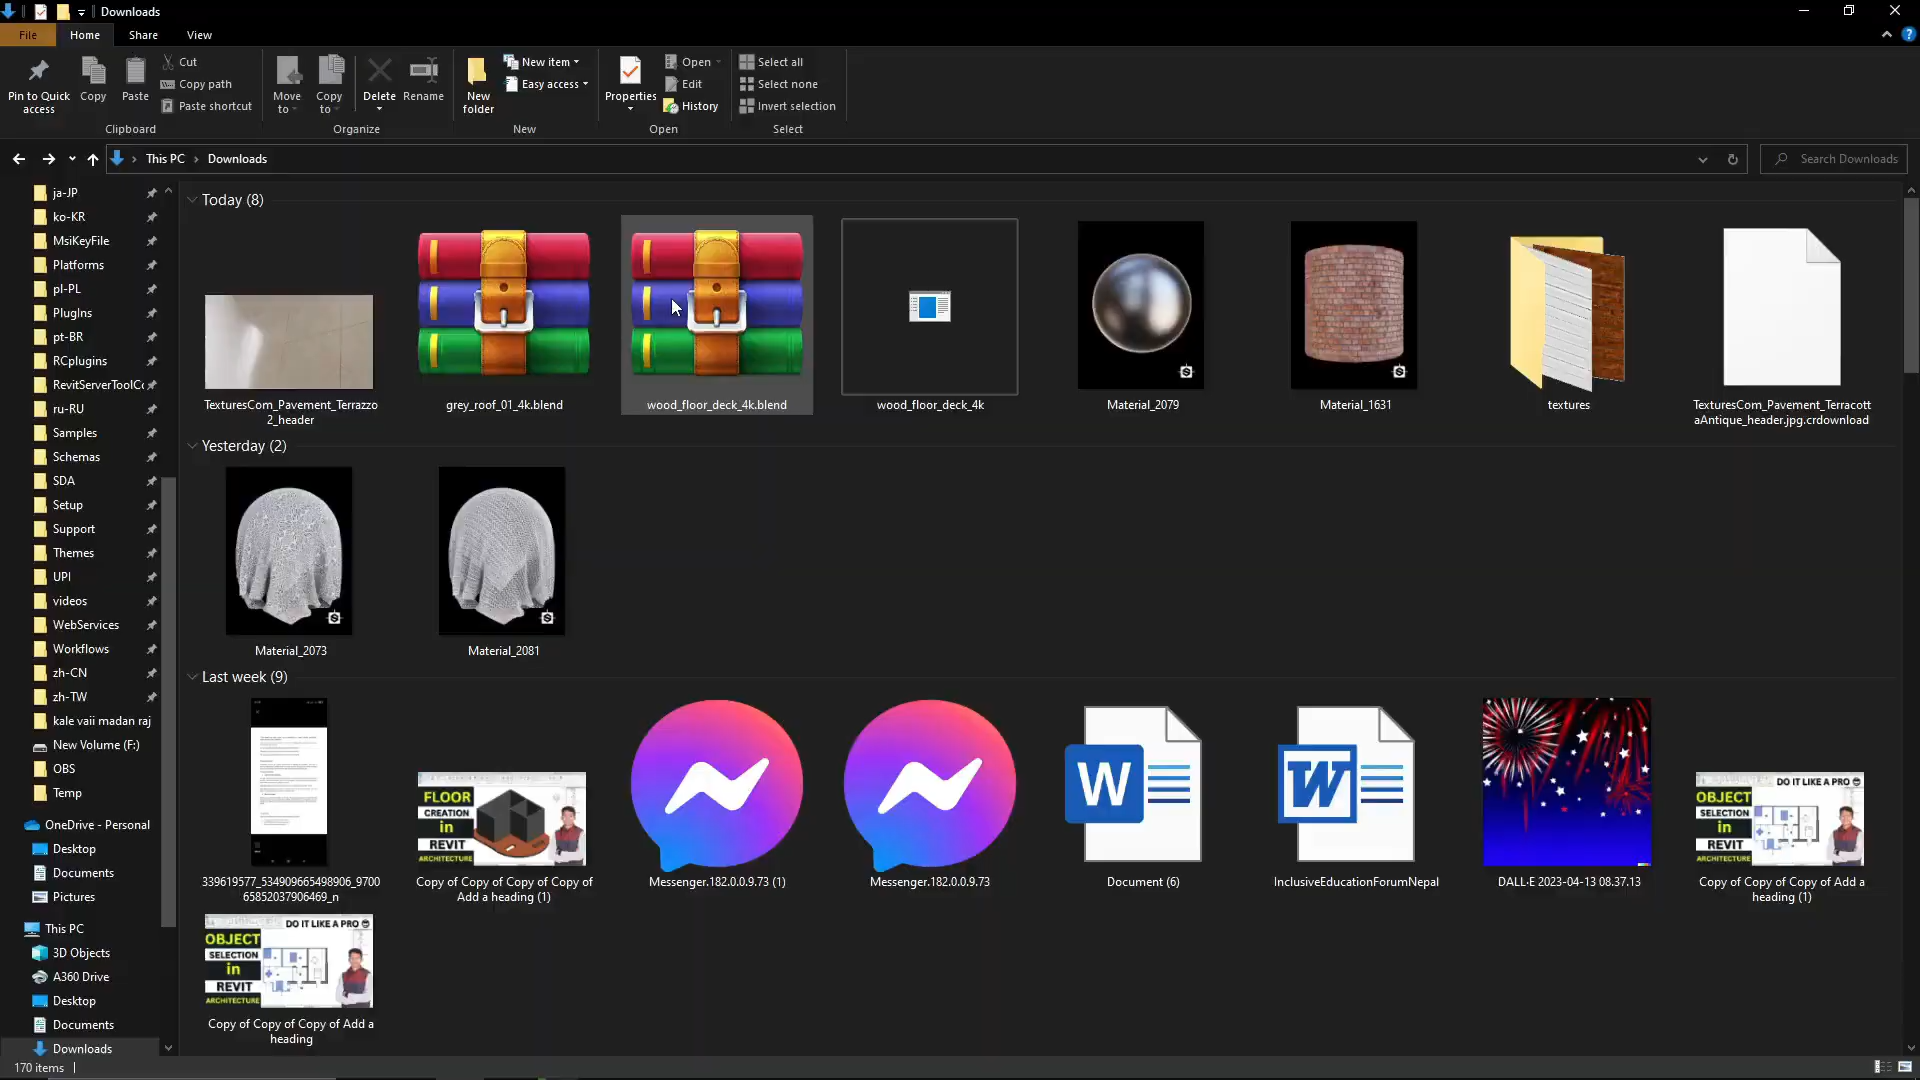 Downloads
File
Home
Share
View
Pin to Quick
access
Copy
Paste
Cut
Copy path
Paste shortcut
Clipboard
Move
to
Copy
to
Delete
Rename
Organize
New
folder
New item
Easy access
New
Properties
Open
Edit
History
Open
Select all
Select none
Invert selection
Select
This PC
Downloads
Search Downloads
ja-JP
ko-KR
MsiKeyFile
Platforms
pl-PL
PlugIns
pt-BR
RCplugins
RevitServerToolCo
ru-RU
Samples
Schemas
SDA
Setup
Support
Themes
UPI
videos
WebServices
Workflows
zh-CN
zh-TW
kale vaii madan raj
New Volume (F:)
OBS
Temp
OneDrive - Personal
Desktop
Documents
Pictures
This PC
3D Objects
A360 Drive
Desktop
Documents
Downloads
Today (8)
TexturesCom_Pavement_Terrazzo
2_header
grey_roof_01_4k.blend
wood_floor_deck_4k.blend
wood_floor_deck_4k
Material_2079
Material_1631
textures
TexturesCom_Pavement_Terracott
aAntique_header.jpg.crdownload
Yesterday (2)
Material_2073
Material_2081
Last week (9)
339619577_534909665498906_9700
65852037906469_n
FLOOR
CREATION
in
REVIT
ARCHITECTURE
Copy of Copy of Copy of Copy of
Add a heading (1)
Messenger.182.0.0.9.73 (1)
Messenger.182.0.0.9.73
W
Document (6)
W
InclusiveEducationForumNepal
DALL·E 2023-04-13 08.37.13
DO IT LIKE A PRO
OBJECT
SELECTION
in
REVIT
ARCHITECTURE
Copy of Copy of Copy of Add a
heading (1)
DO IT LIKE A PRO
OBJECT
SELECTION
in
REVIT
ARCHITECTURE
Copy of Copy of Copy of Add a
heading
170 items